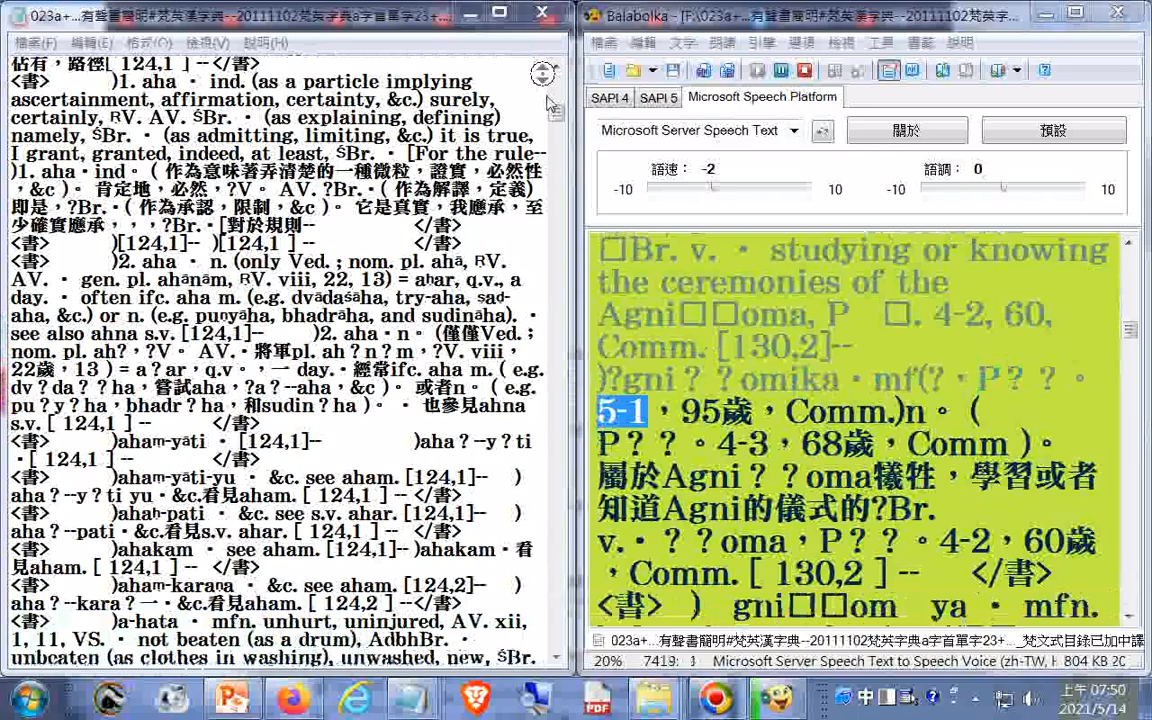 023a+...有聲書簡明#梵英漢字典--20111102梵英字典a字首單字23+...
檔案(F) 編輯(E) 格式(O) 檢視(V) 說明(H)
佔有，路徑[ 124,1 ] --</書>
<書> )1. aha ・ ind. (as a particle implying
ascertainment, affirmation, certainty, &c.) surely,
certainly, RV. AV. ŚBr. ・ (as explaining, defining)
namely, ŚBr. ・ (as admitting, limiting, &c.) it is true,
I grant, granted, indeed, at least, ŚBr. ・ [For the rule--
)1. aha・ind。( 作為意味著弄清楚的一種微粒，證實，必然性
，&c )。 肯定地，必然，?V。 AV. ?Br.・( 作為解譯，定義)
即是，?Br.・( 作為承認，限制，&c )。 它是真實，我應承，至
少確實應承，，，?Br.・[對於規則-- </書>
<書> )[124,1]-- )[124,1 ] -- </書>
<書> )2. aha ・ n. (only Ved. ; nom. pl. ahā, RV.
AV. ・ gen. pl. ahānām, RV. viii, 22, 13) = ahar, q.v., a
day. ・ often ifc. aha m. (e.g. dvādaśāha, try-aha, ṣaḍ-
aha, &c.) or n. (e.g. puṇyāha, bhadrāha, and sudināha). ・
see also ahna s.v. [124,1]-- )2. aha・n。(僅僅Ved. ;
nom. pl. ah?，?V。 AV.・將軍pl. ah？n？m，?V. viii，
22歲，13 ) = a？ar，q.v。，一 day.・經常ifc. aha m. ( e.g.
dv？da？？ha，嘗試aha，?a？--aha，&c )。 或者n。( e.g.
pu？y？ha，bhadr？ha，和sudin？ha )。・ 也參見ahna
s.v. [ 124,1 ] -- </書>
<書> )aham-yāti ・ [124,1]-- )aha？--y？ti
・[ 124,1 ] -- </書>
<書> )aham-yāti-yu ・ &c. see aham. [124,1]-- )
aha？--y？ti yu・&c.看見aham. [ 124,1 ] -- </書>
<書> )ahaḥ-pati ・ &c. see s.v. ahar. [124,1]-- )
aha？--pati・&c.看見s.v. ahar. [ 124,1 ] -- </書>
<書> )ahakam ・ see aham. [124,1]-- )ahakam・看
見aham. [ 124,1 ] -- </書>
<書> )aham-karaṇa ・ &c. see aham. [124,2]-- )
aha？--kara？一・&c.看見aham. [ 124,2 ] -- </書>
<書> )a-hata ・ mfn. unhurt, uninjured, AV. xii,
1, 11, VS. ・ not beaten (as a drum), AdbhBr. ・
unbeaten (as clothes in washing), unwashed, new, ŚBr.
Balabolka - [F:\023a+...有聲書簡明#梵英漢字典--20111102梵英字...
檔案 編輯 文字 朗讀 引擎 選項 檢視 工具 書籤 說明
SAPI 4 SAPI 5 Microsoft Speech Platform
Microsoft Server Speech Text 關於 預設
語速： -2 語調： 0
-10 10 -10 10
□Br. v. ・ studying or knowing
the ceremonies of the
Agni□□oma, P □. 4-2, 60,
Comm. [130,2]--
)?gni？？omika・mf(?，P？？。
5-1，95歲，Comm.)n。(
P？？。4-3，68歲，Comm )。
屬於Agni？？oma犧牲，學習或者
知道Agni的儀式的?Br.
v.・？？oma，P？？。4-2，60歲
，Comm. [ 130,2 ] -- </書>
<書> ) gni□□om ya ・ mfn.
023a+...有聲書簡明#梵英漢字典--20111102梵英字典a字首單字23+..._梵文式目錄已加中譯
20% 7419: Microsoft Server Speech Text to Speech Voice (zh-TW, H 804 KB 20
中 上午 07:50
2021/5/14